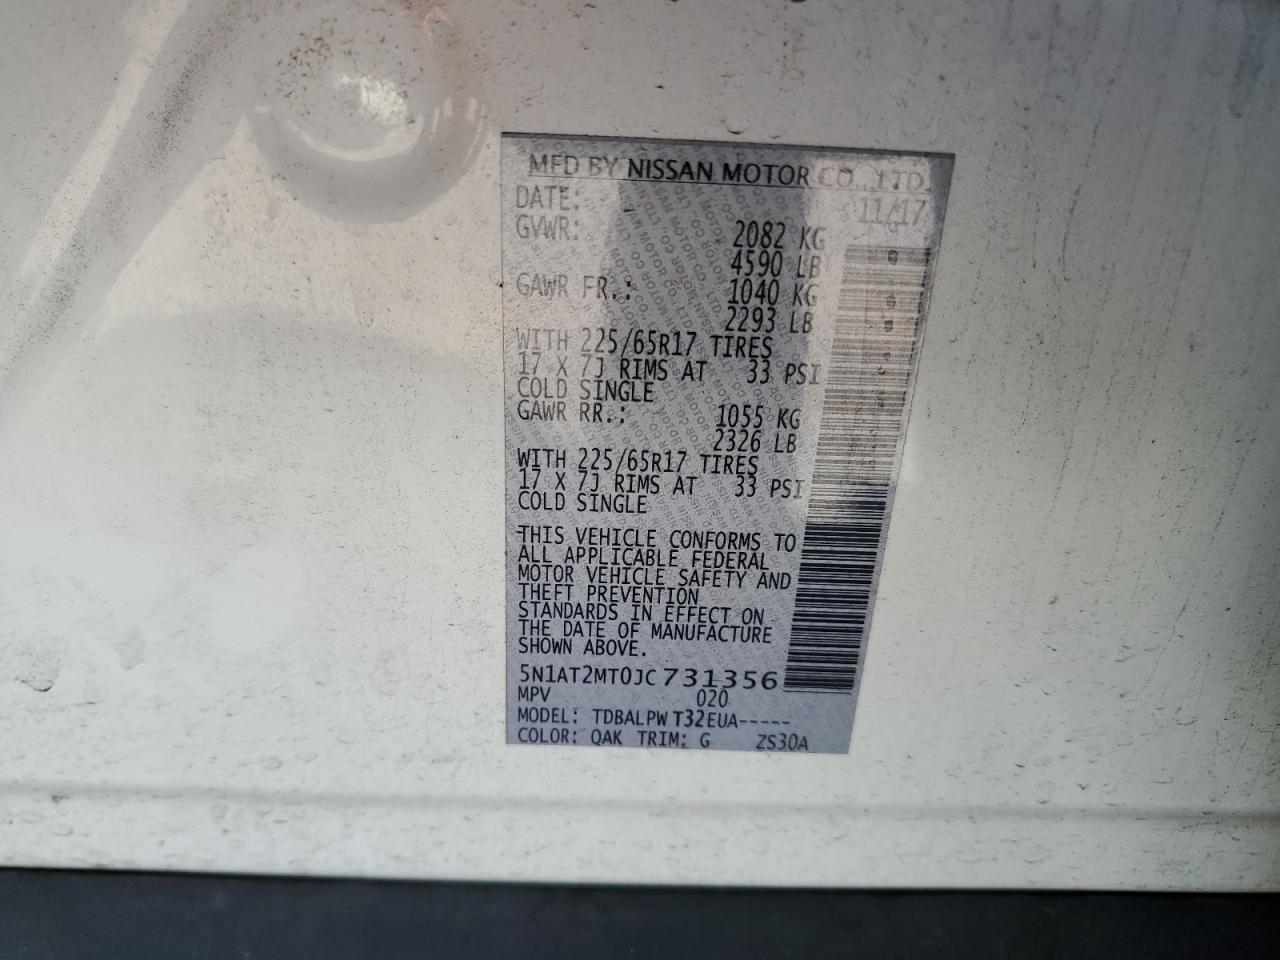 MFD BY NISSAN MOTOR CO., LTD.
DATE: 11/17
GVWR: 2082 KG
4590 LB
GAWR FR.: 1040 KG
2293 LB
WITH 225/65R17 TIRES
17 X 7J RIMS AT 33 PSI
COLD SINGLE
GAWR RR.: 1055 KG
2326 LB
WITH 225/65R17 TIRES
17 X 7J RIMS AT 33 PSI
COLD SINGLE
THIS VEHICLE CONFORMS TO
ALL APPLICABLE FEDERAL
MOTOR VEHICLE SAFETY AND
THEFT PREVENTION
STANDARDS IN EFFECT ON
THE DATE OF MANUFACTURE
SHOWN ABOVE.
5N1AT2MT0JC731356
MPV 020
MODEL: TDBALPW T32EUA-----
COLOR: QAK TRIM: G ZS30A